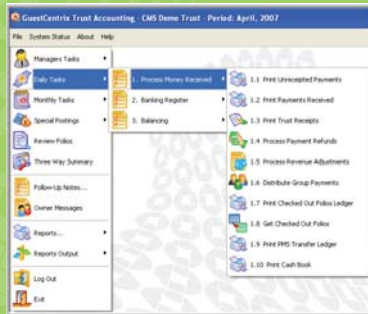 GuestCentrix Trust Accounting - CMS Demo Trust - Period: April, 2007
File System Status About Help
Managers Tasks
Daily Tasks
Monthly Tasks
Special Postings
Review Folios
Three Way Summary
Follow-Up Notes...
Owner Messages
Reports...
Reports Output
Log Out
Exit
1. Process Money Received
2. Banking Register
3. Balancing
1.1 Print Unreceipted Payments
1.2 Print Payments Received
1.3 Print Trust Receipts
1.4 Process Payment Refunds
1.5 Process Revenue Adjustments
1.6 Distribute Group Payments
1.7 Print Checked Out Folios Ledger
1.8 Get Checked Out Folios
1.9 Print PMS Transfer Ledger
1.10 Print Cash Book